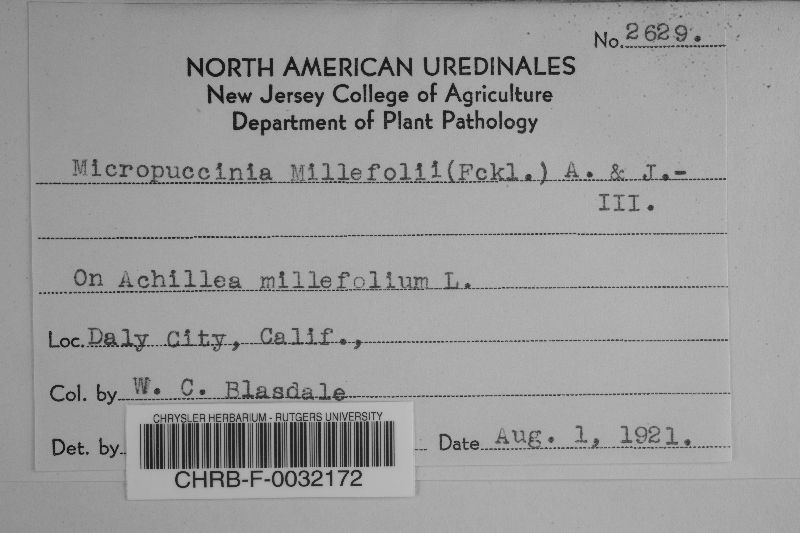 No. 2629.
NORTH AMERICAN UREDINALES
New Jersey College of Agriculture
Department of Plant Pathology
Micropuccinia Millefolii(Fckl.) A. & J.-
III.
On Achillea millefolium L.
Loc. Daly City, Calif.,
Col. by W. C. Blasdale
CHRYSLER HERBARIUM - RUTGERS UNIVERSITY
Det. by Date Aug. 1, 1921.
CHRB-F-0032172